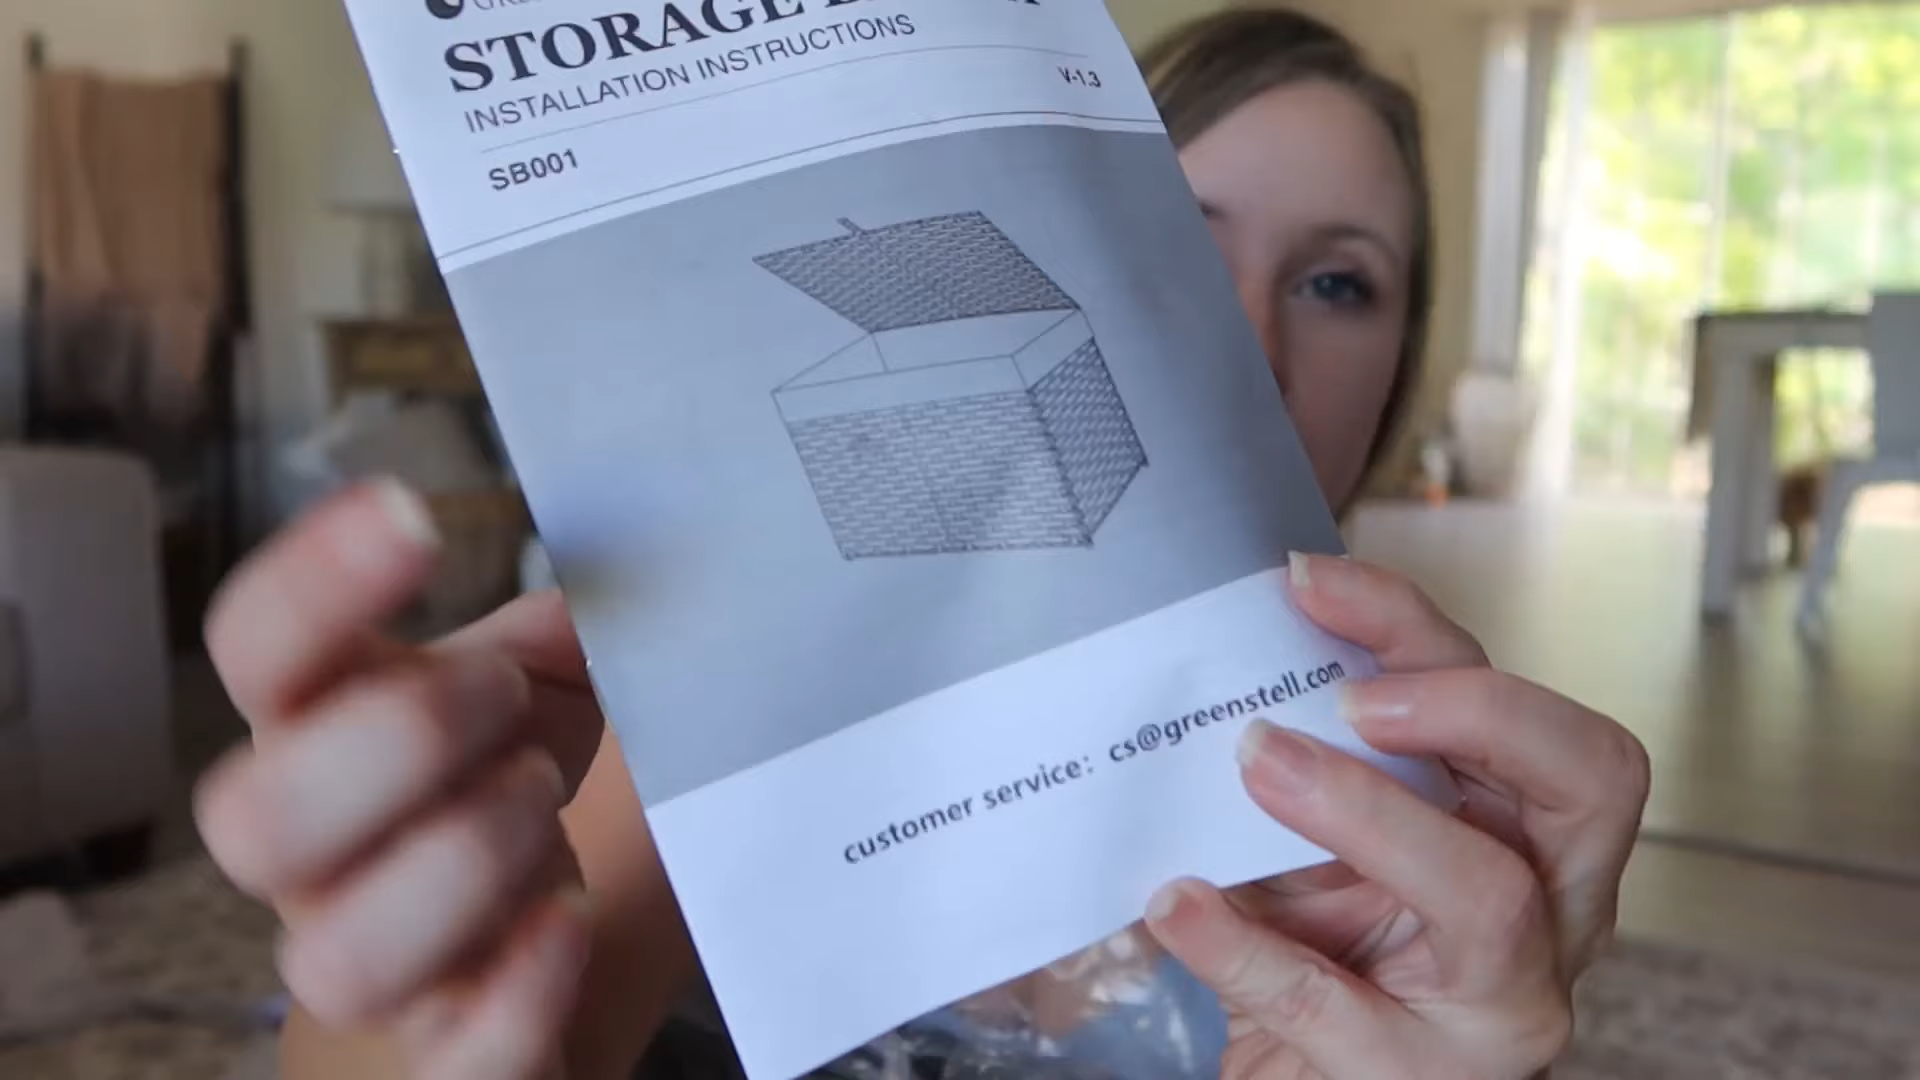 STORAGE
INSTALLATION INSTRUCTIONS
V-1.3
SB001
customer service: cs@greenstell.com